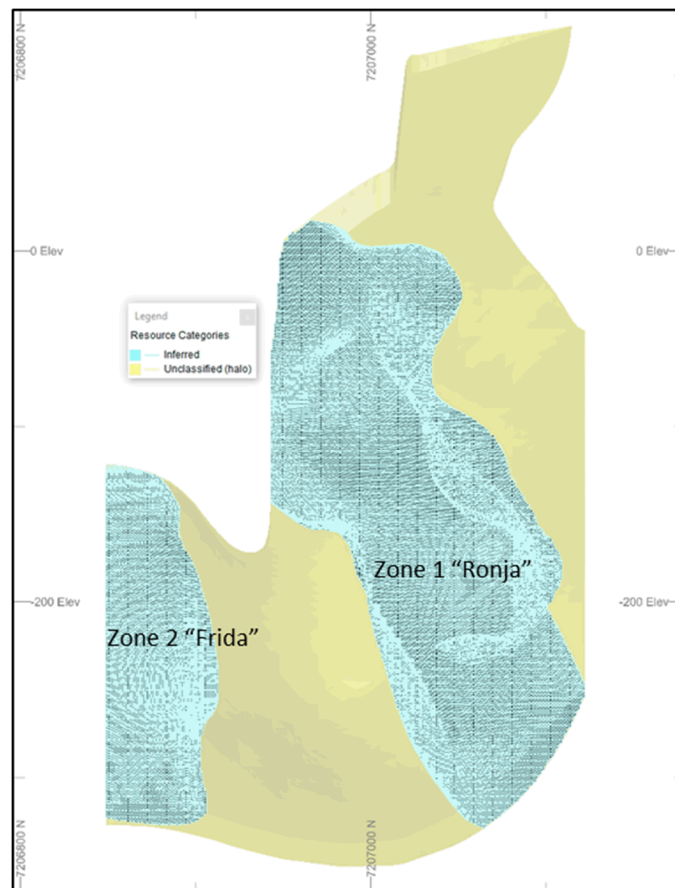 7206800 N
7207000 N
0 Elev
0 Elev
Legend
Resource Categories
Inferred
Unclassified (halo)
Zone 1 “Ronja”
-200 Elev
-200 Elev
Zone 2 “Frida”
7206800 N
7207000 N